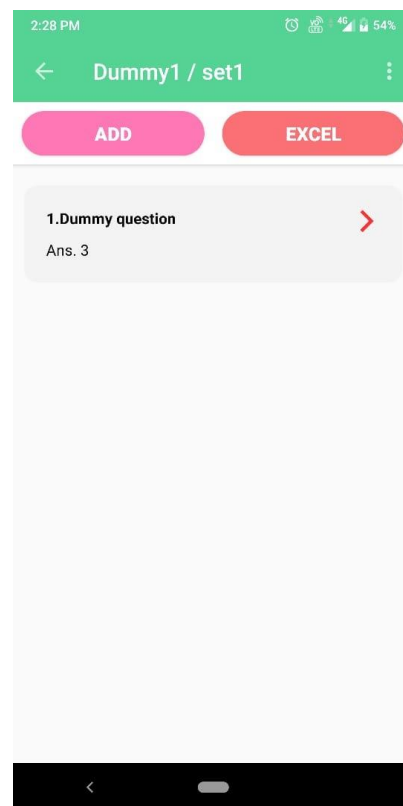 2:28 PM 4G 54%
Dummy1 / set1
ADD EXCEL
1.Dummy question
Ans. 3